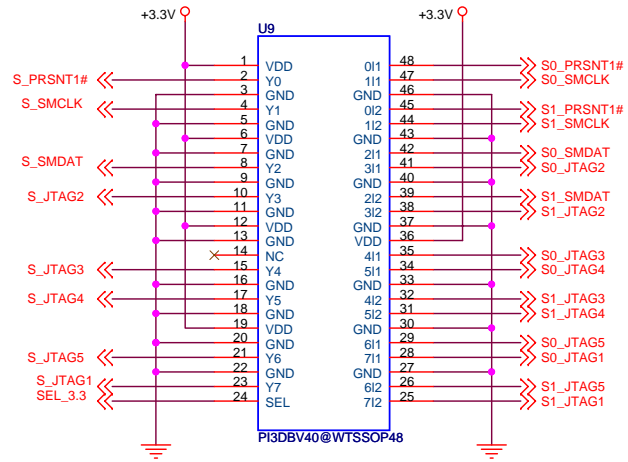 +3.3V
+3.3V
U9
1 VDD 0I1 48 S0_PRSNT1#
S_PRSNT1# 2 Y0 1I1 47 S0_SMCLK
3 GND GND 46
S_SMCLK 4 Y1 0I2 45 S1_PRSNT1#
5 GND 1I2 44 S1_SMCLK
6 VDD GND 43
7 GND 2I1 42 S0_SMDAT
S_SMDAT 8 Y2 3I1 41 S0_JTAG2
9 GND GND 40
S_JTAG2 10 Y3 2I2 39 S1_SMDAT
11 GND 3I2 38 S1_JTAG2
12 VDD GND 37
13 GND VDD 36
14 NC 4I1 35 S0_JTAG3
S_JTAG3 15 Y4 5I1 34 S0_JTAG4
16 GND GND 33
S_JTAG4 17 Y5 4I2 32 S1_JTAG3
18 GND 5I2 31 S1_JTAG4
19 VDD GND 30
20 GND 6I1 29 S0_JTAG5
S_JTAG5 21 Y6 7I1 28 S0_JTAG1
22 GND GND 27
S_JTAG1 23 Y7 6I2 26 S1_JTAG5
SEL_3.3 24 SEL 7I2 25 S1_JTAG1
PI3DBV40@WTSSOP48